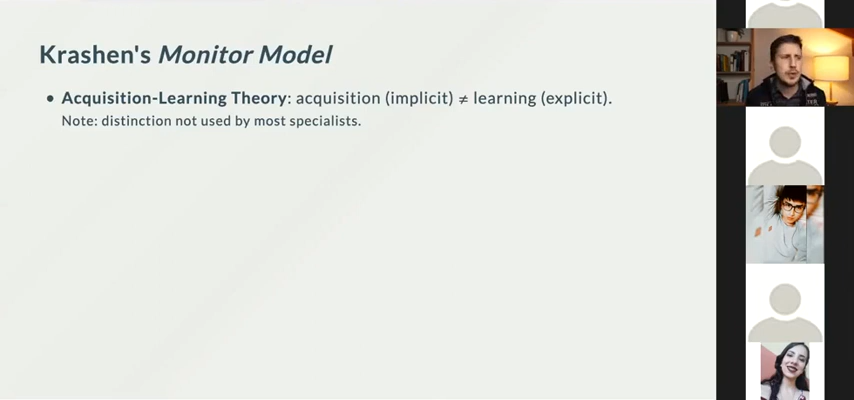 Krashen's Monitor Model
• Acquisition-Learning Theory: acquisition (implicit) ≠ learning (explicit).
Note: distinction not used by most specialists.